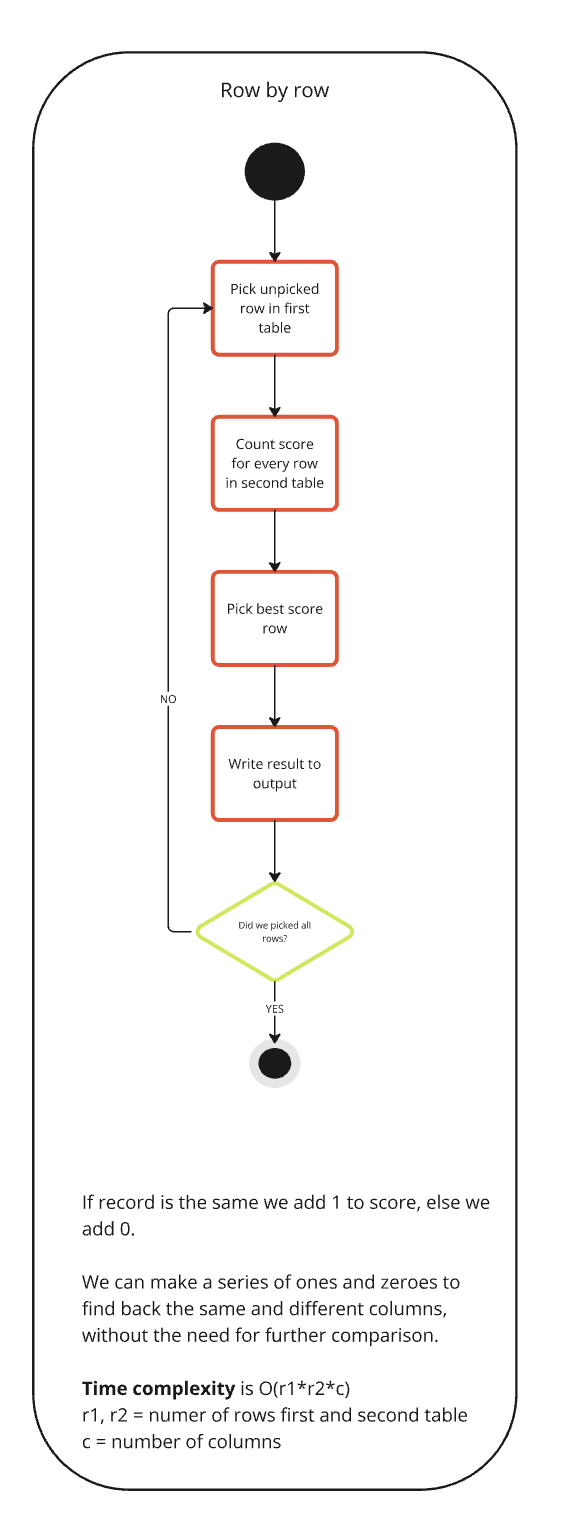 Row by row
Pick unpicked
row in first
table
Count score
for every row
in second table
Pick best score
row
NO
Write result to
output
Did we picked all
rows?
YES
If record is the same we add 1 to score, else we
add 0.
We can make a series of ones and zeroes to
find back the same and different columns,
without the need for further comparison.
Time complexity is O(r1*r2*c)
r1, r2 = numer of rows first and second table
c = number of columns